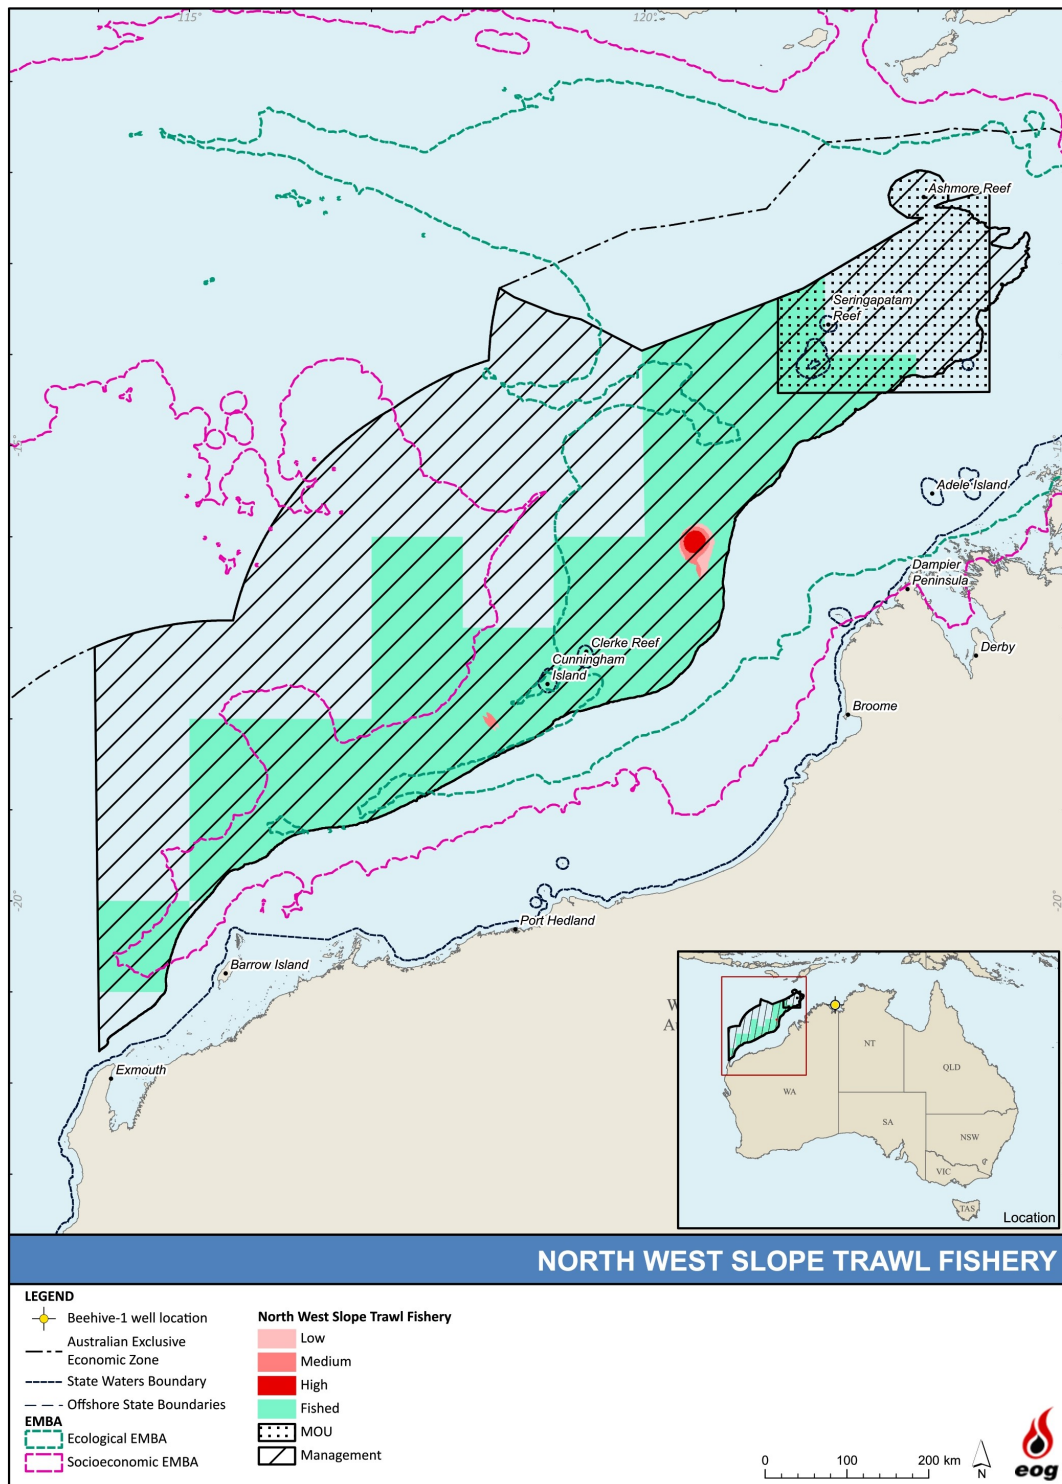 115°
120°
Ashmore Reef
Seringapatam
Reef
-15°
Adele Island
Dampier
Peninsula
Derby
Clerke Reef
Cunningham
Island
Broome
-20°
-20°
Port Hedland
Barrow Island
Exmouth
W
A
NT
QLD
WA
SA
NSW
VIC
TAS
Location
NORTH WEST SLOPE TRAWL FISHERY
LEGEND
Beehive-1 well location
Australian Exclusive
Economic Zone
State Waters Boundary
Offshore State Boundaries
EMBA
Ecological EMBA
Socioeconomic EMBA
North West Slope Trawl Fishery
Low
Medium
High
Fished
MOU
Management
0 100 200 km
N
eog